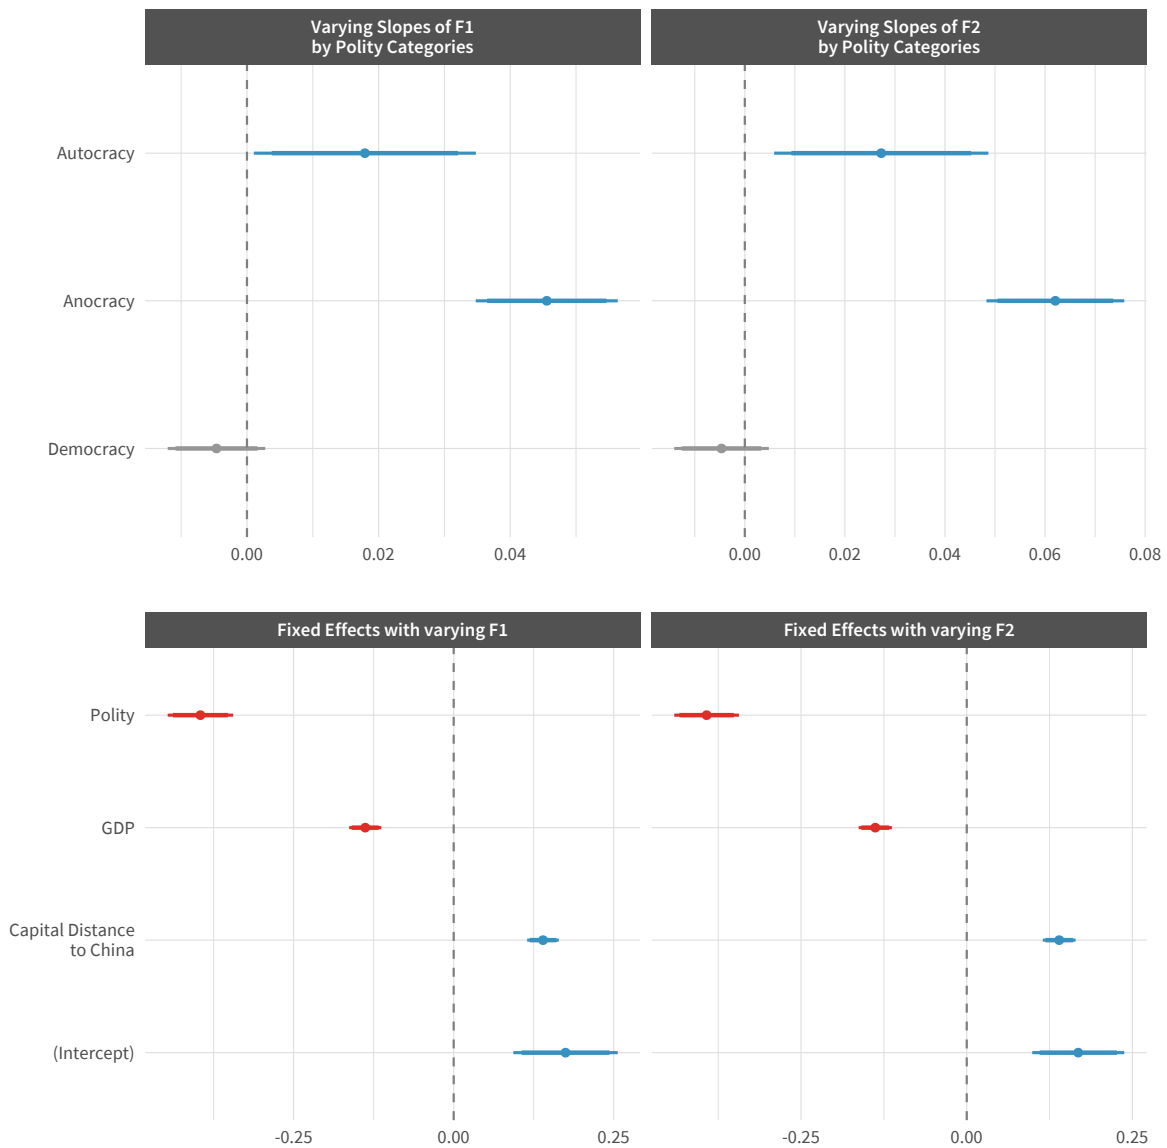 Varying Slopes of F1
by Polity Categories
Varying Slopes of F2
by Polity Categories
Autocracy
Anocracy
Democracy
0.00 0.02 0.04
0.00 0.02 0.04 0.06 0.08
Fixed Effects with varying F1
Fixed Effects with varying F2
Polity
GDP
Capital Distance
to China
(Intercept)
-0.25 0.00 0.25
-0.25 0.00 0.25